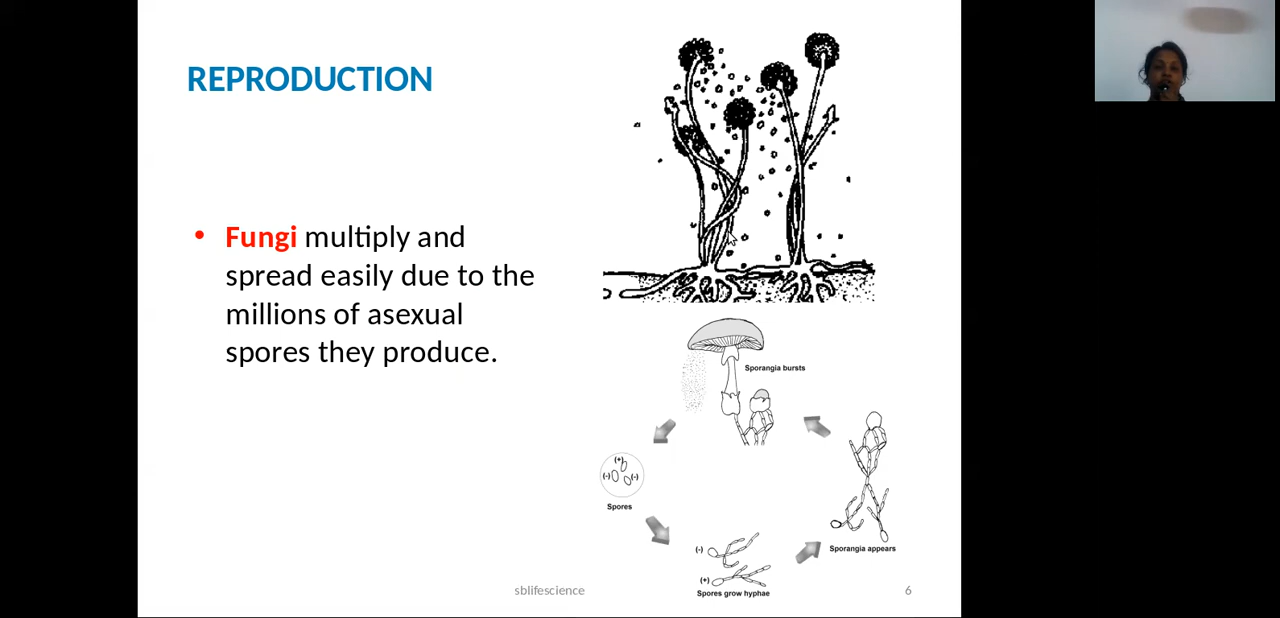 REPRODUCTION
• Fungi multiply and
spread easily due to the
millions of asexual
spores they produce.
Sporangia bursts
(+)
(-) (-)
Spores
Sporangia appears
(-)
(+)
Spores grow hyphae
sblifescience
6